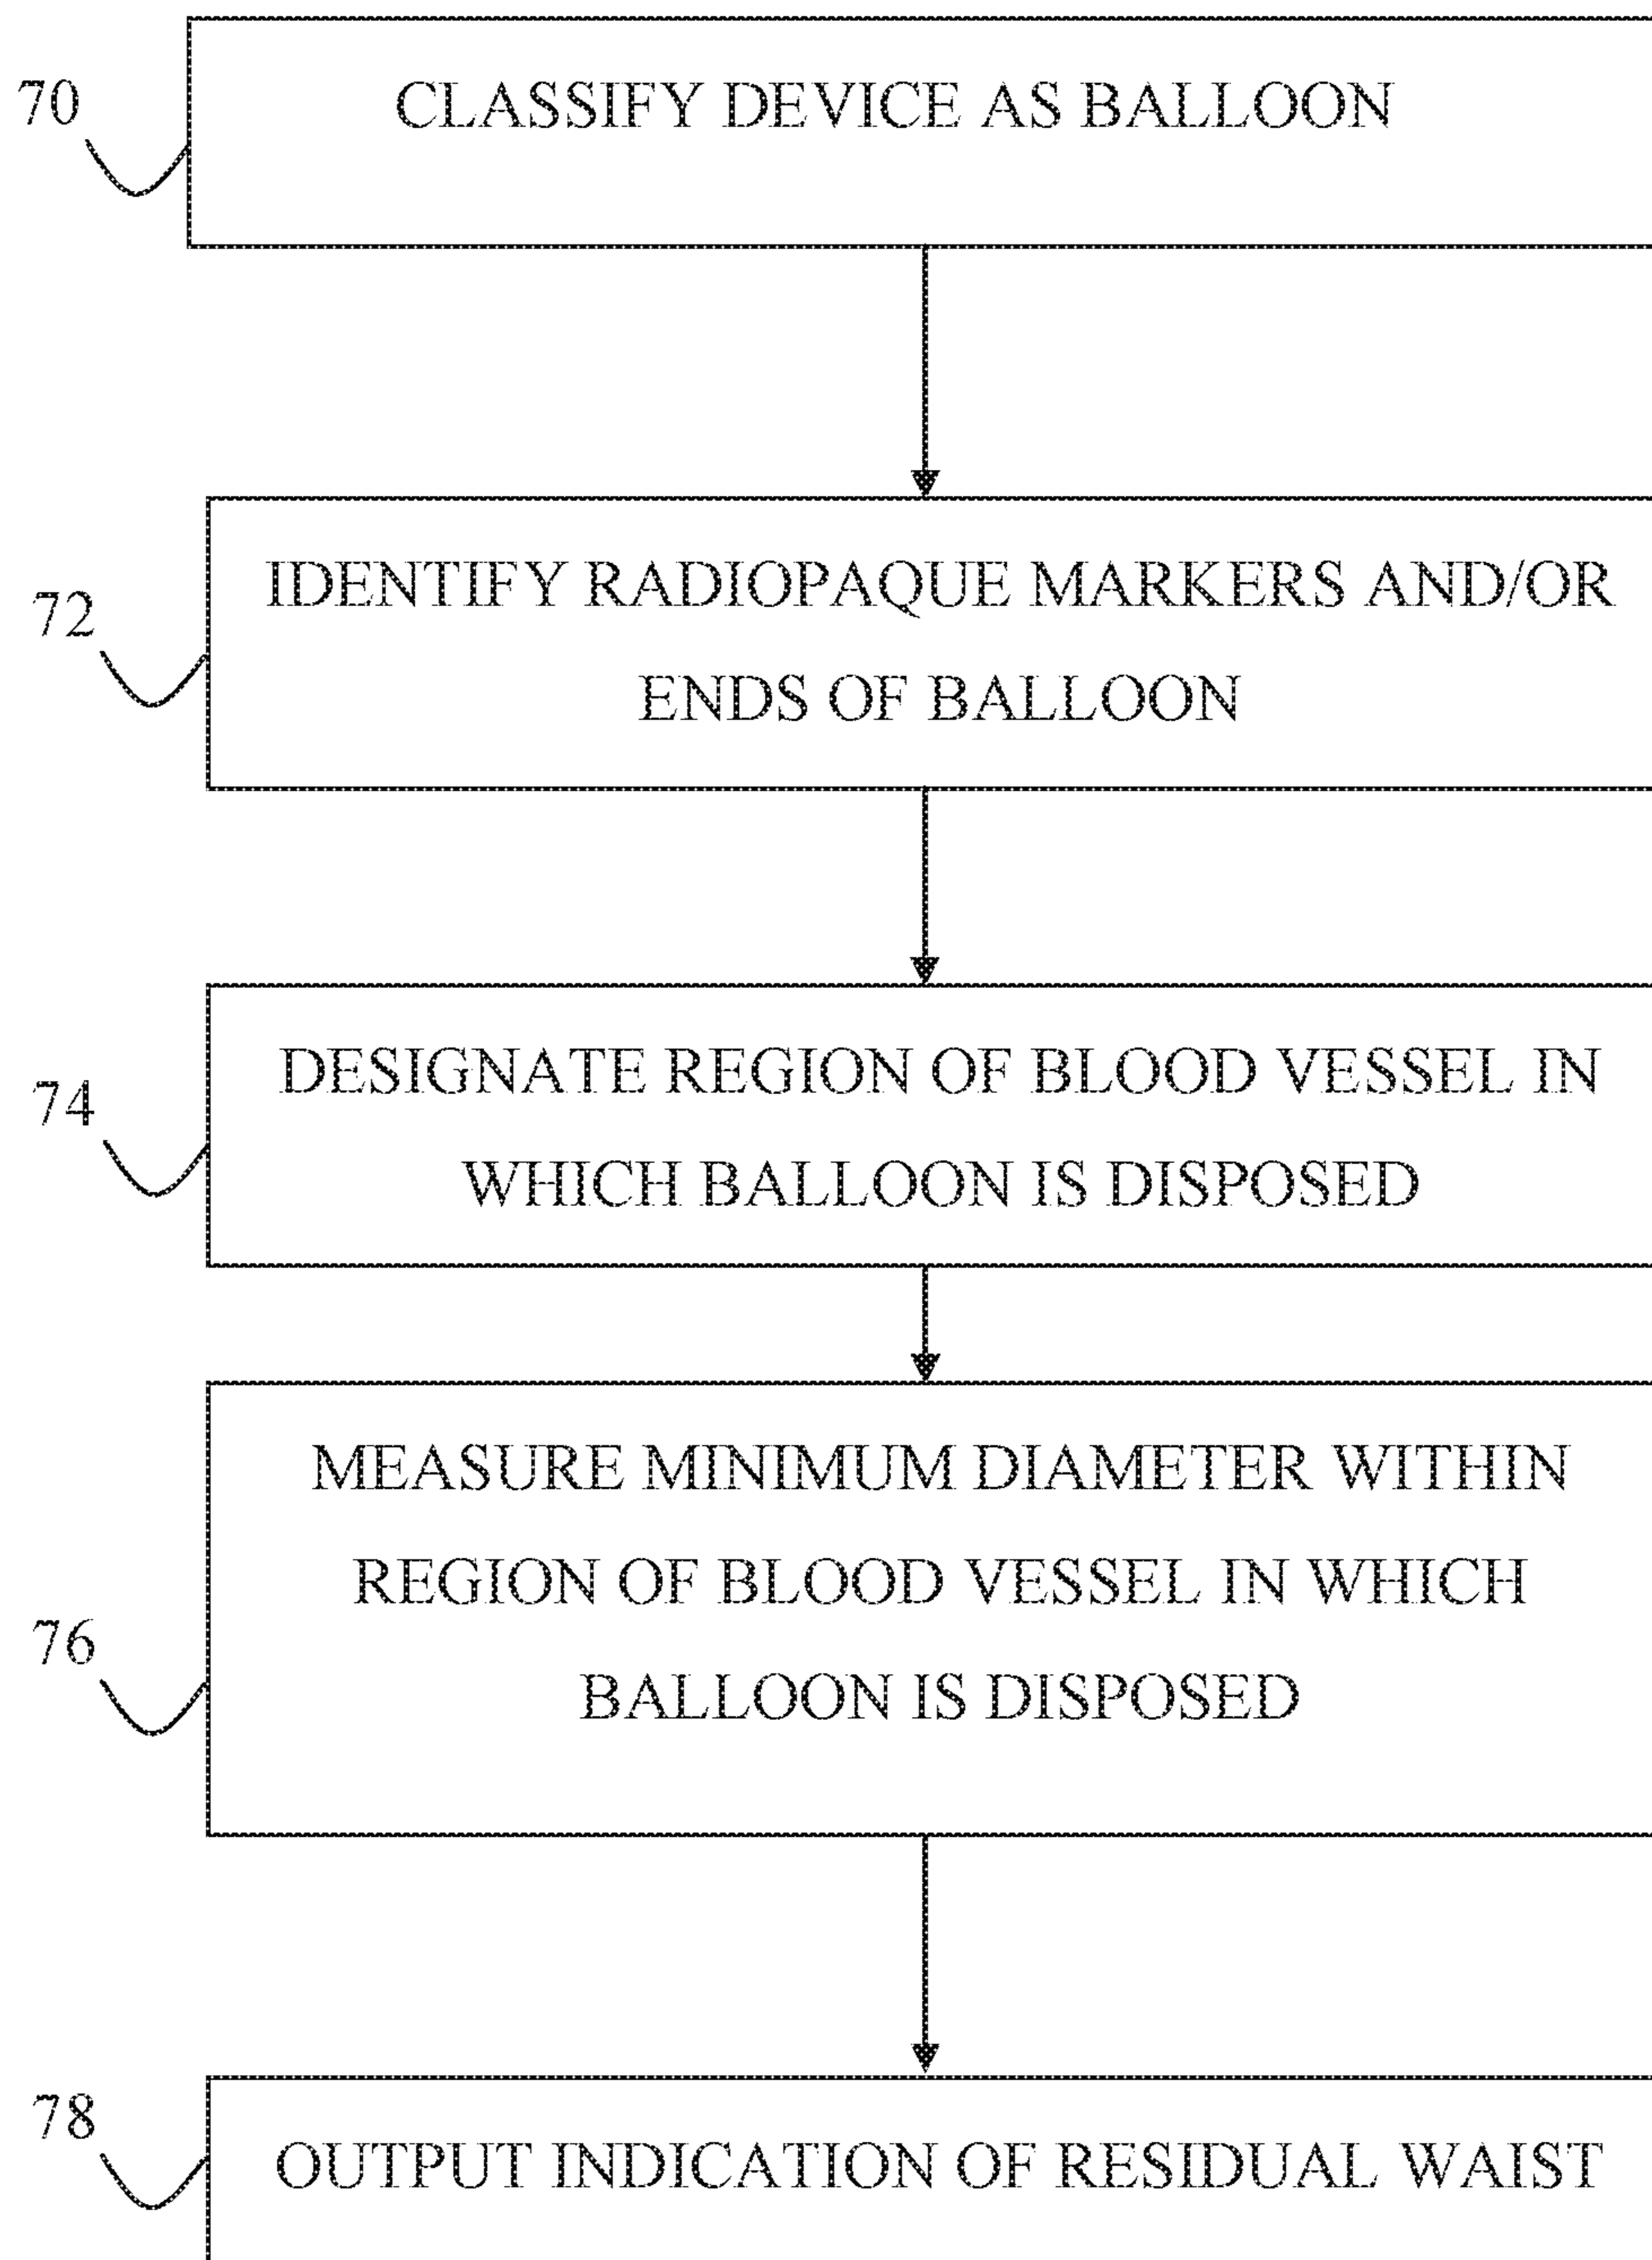 70
CLASSIFY DEVICE AS BALLOON
72
IDENTIFY RADIOPAQUE MARKERS AND/OR
ENDS OF BALLOON
74
DESIGNATE REGION OF BLOOD VESSEL IN
WHICH BALLOON IS DISPOSED
76
MEASURE MINIMUM DIAMETER WITHIN
REGION OF BLOOD VESSEL IN WHICH
BALLOON IS DISPOSED
78
OUTPUT INDICATION OF RESIDUAL WAIST